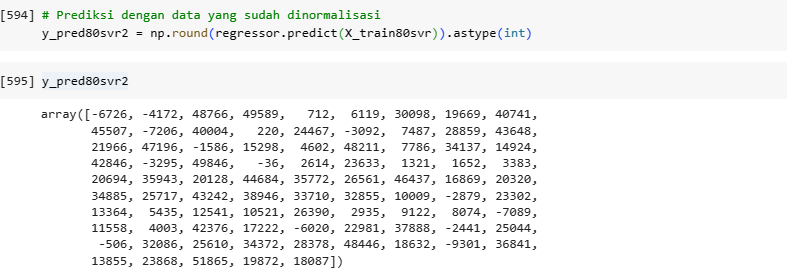 [594] # Prediksi dengan data yang sudah dinormalisasi
y_pred80svr2 = np.round(regressor.predict(X_train80svr)).astype(int)
[595] y_pred80svr2
array([-6726, -4172, 48766, 49589, 712, 6119, 30098, 19669, 40741,
45507, -7206, 40004, 220, 24467, -3092, 7487, 28859, 43648,
21966, 47196, -1586, 15298, 4602, 48211, 7786, 34137, 14924,
42846, -3295, 49846, -36, 2614, 23633, 1321, 1652, 3383,
20694, 35943, 20128, 44684, 35772, 26561, 46437, 16869, 20320,
34885, 25717, 43242, 38946, 33710, 32855, 10009, -2879, 23302,
13364, 5435, 12541, 10521, 26390, 2935, 9122, 8074, -7089,
11558, 4003, 42376, 17222, -6020, 22981, 37888, -2441, 25044,
-506, 32086, 25610, 34372, 28378, 48446, 18632, -9301, 36841,
13855, 23868, 51865, 19872, 18087])